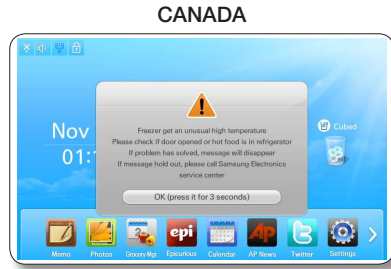 CANADA
Nov
01:
Freezer get an unusual high temperature
Please check if door opened or hot food is in refrigerator
If problem has solved, message will disappear
If message hold out, please call Samsung Electronics
service center
OK (press it for 3 seconds)
Cubed
31
epi
AP
Memo
Photos
Grocery Mgr.
Epicurious
Calendar
AP News
Twitter
Settings